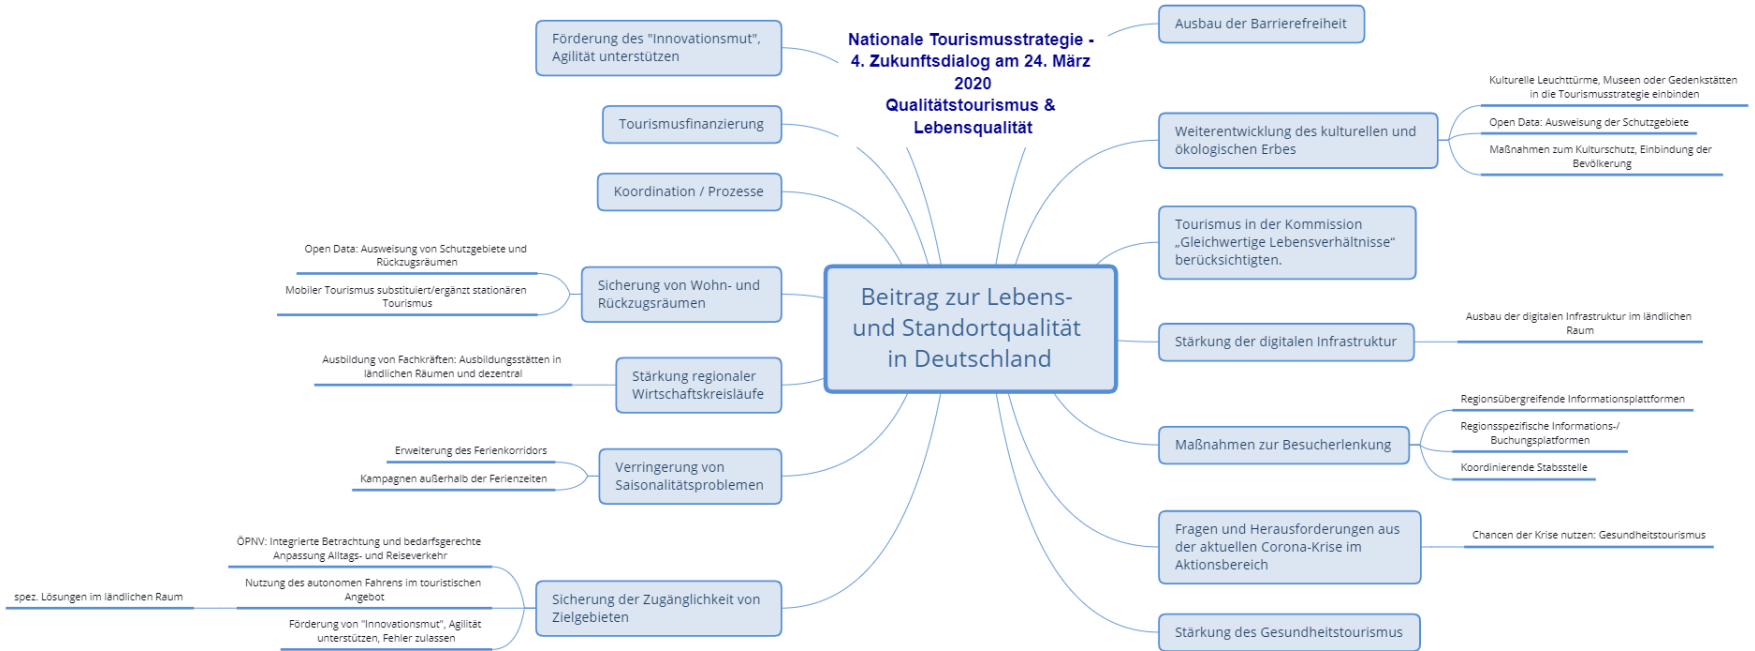 Nationale Tourismusstrategie -
4. Zukunftsdialog am 24. März
2020
Qualitätstourismus &
Lebensqualität
Beitrag zur Lebens-
und Standortqualität
in Deutschland
Förderung des "Innovationsmut",
Agilität unterstützen
Tourismusfinanzierung
Koordination / Prozesse
Sicherung von Wohn- und
Rückzugsräumen
Open Data: Ausweisung von Schutzgebiete und
Rückzugsräumen
Mobiler Tourismus substituiert/ergänzt stationären
Tourismus
Stärkung regionaler
Wirtschaftskreisläufe
Ausbildung von Fachkräften: Ausbildungsstätten in
ländlichen Räumen und dezentral
Verringerung von
Saisonalitätsproblemen
Erweiterung des Ferienkorridors
Kampagnen außerhalb der Ferienzeiten
Sicherung der Zugänglichkeit von
Zielgebieten
ÖPNV: Integrierte Betrachtung und bedarfsgerechte
Anpassung Alltags- und Reiseverkehr
Nutzung des autonomen Fahrens im touristischen
Angebot
spez. Lösungen im ländlichen Raum
Förderung von "Innovationsmut", Agilität
unterstützen, Fehler zulassen
Ausbau der Barrierefreiheit
Weiterentwicklung des kulturellen und
ökologischen Erbes
Kulturelle Leuchttürme, Museen oder Gedenkstätten
in die Tourismusstrategie einbinden
Open Data: Ausweisung der Schutzgebiete
Maßnahmen zum Kulturschutz, Einbindung der
Bevölkerung
Tourismus in der Kommission
„Gleichwertige Lebensverhältnisse“
berücksichtigten.
Stärkung der digitalen Infrastruktur
Ausbau der digitalen Infrastruktur im ländlichen
Raum
Maßnahmen zur Besucherlenkung
Regionsübergreifende Informationsplattformen
Regionsspezifische Informations-/
Buchungsplatformen
Koordinierende Stabsstelle
Fragen und Herausforderungen aus
der aktuellen Corona-Krise im
Aktionsbereich
Chancen der Krise nutzen: Gesundheitstourismus
Stärkung des Gesundheitstourismus